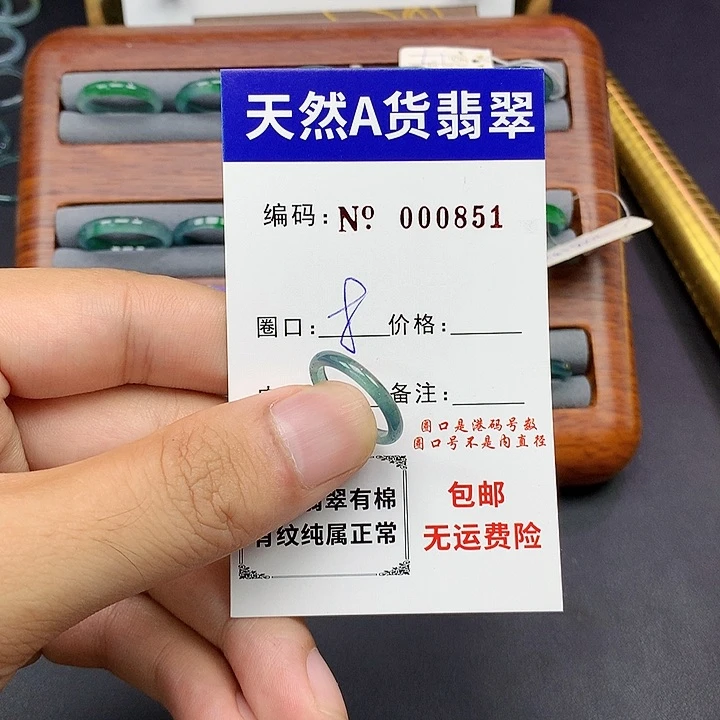 天然A货翡翠
编码: Nº 000851
圈口: 8 价格:
备注:
圈口是港码号数
圈口号不是内直径
翡翠有棉
有纹纯属正常
包邮
无运费险